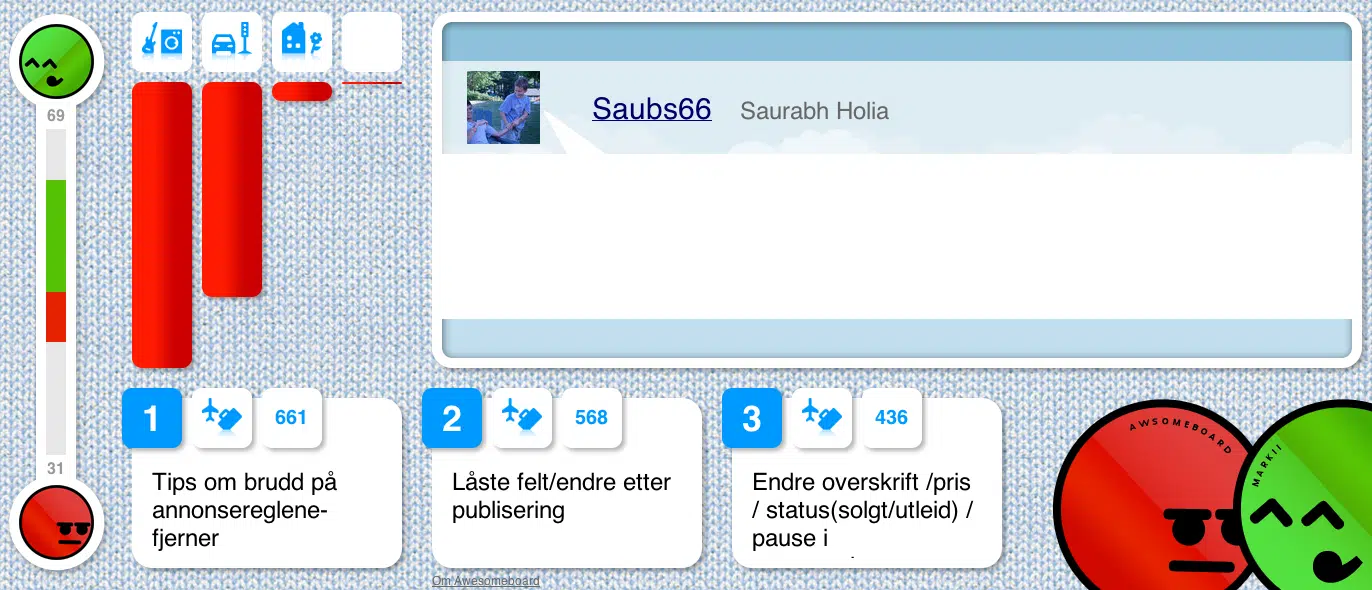 69
31
Saubs66 Saurabh Holia
1 661
Tips om brudd på
annonsereglene-
fjerner
2 568
Låste felt/endre etter
publisering
3 436
Endre overskrift /pris
/ status(solgt/utleid) /
pause i
Om Awesomeboard
AWSOMEBOARD
MARKII